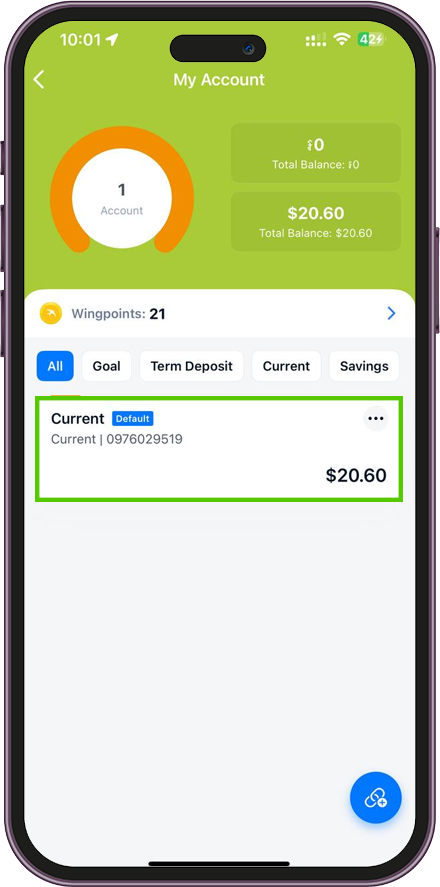 10:01
42
My Account
1
Account
៛0
Total Balance: ៛0
$20.60
Total Balance: $20.60
Wingpoints: 21
All
Goal
Term Deposit
Current
Savings
Current Default
Current | 0976029519
$20.60